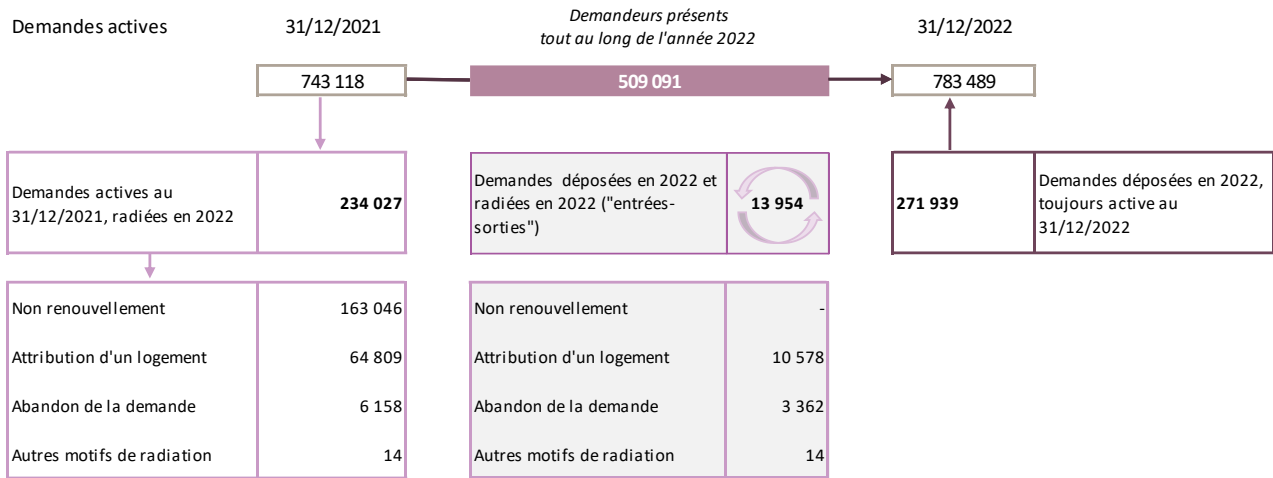 Demandes actives
31/12/2021
Demandeurs présents
tout au long de l'année 2022
31/12/2022
743 118
509 091
783 489
Demandes actives au
31/12/2021, radiées en 2022
234 027
Demandes déposées en 2022 et
radiées en 2022 ("entrées-
sorties")
13 954
271 939
Demandes déposées en 2022,
toujours active au
31/12/2022
Non renouvellement
163 046
Attribution d'un logement
64 809
Abandon de la demande
6 158
Autres motifs de radiation
14
Non renouvellement
-
Attribution d'un logement
10 578
Abandon de la demande
3 362
Autres motifs de radiation
14